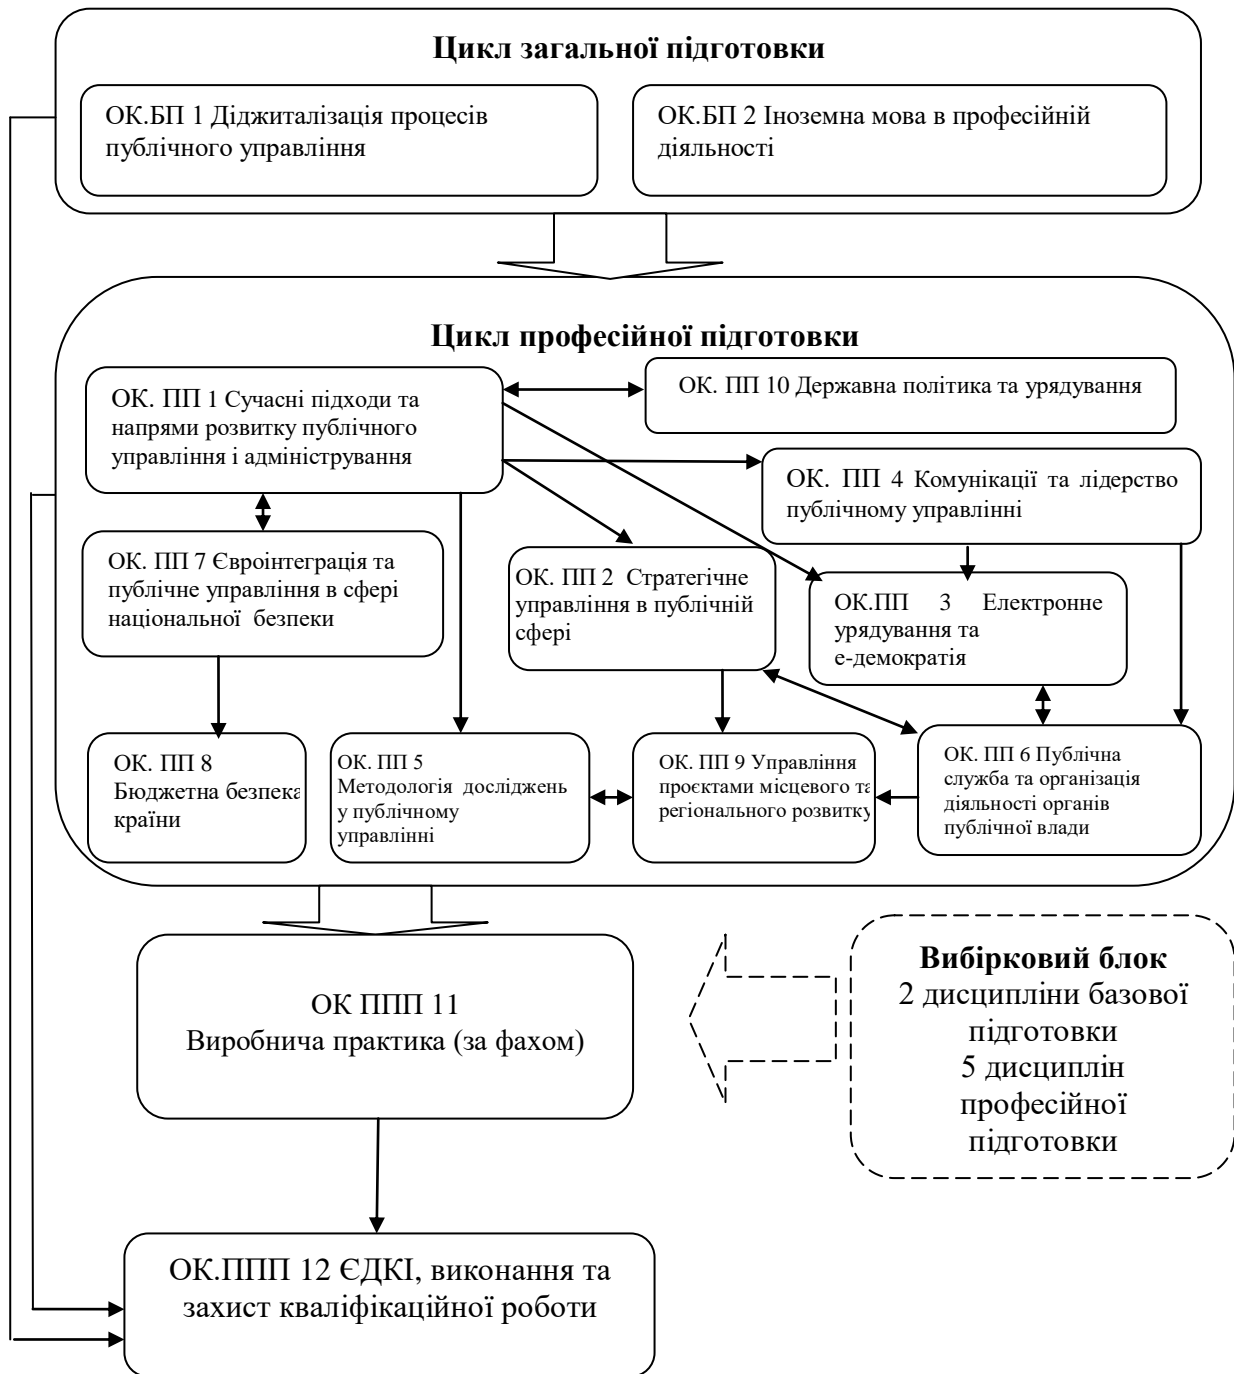 Цикл загальної підготовки
ОК.БП 1 Діджиталізація процесів
публічного управління
ОК.БП 2 Іноземна мова в професійній
діяльності
Цикл професійної підготовки
ОК. ПП 1 Сучасні підходи та
напрями розвитку публічного
управління і адміністрування
ОК. ПП 10 Державна політика та урядування
ОК. ПП 4 Комунікації та лідерство
публічному управлінні
ОК. ПП 7 Євроінтеграція та
публічне управління в сфері
національної безпеки
ОК. ПП 2 Стратегічне
управління в публічній
сфері
ОК.ПП 3 Електронне
урядування та
е-демократія
ОК. ПП 8
Бюджетна безпека
країни
ОК. ПП 5
Методологія досліджень
у публічному
управлінні
ОК. ПП 9 Управління
проєктами місцевого та
регіонального розвитку
ОК. ПП 6 Публічна
служба та організація
діяльності органів
публічної влади
ОК ППП 11
Виробнича практика (за фахом)
Вибірковий блок
2 дисципліни базової
підготовки
5 дисциплін
професійної
підготовки
ОК.ППП 12 ЄДКІ, виконання та
захист кваліфікаційної роботи